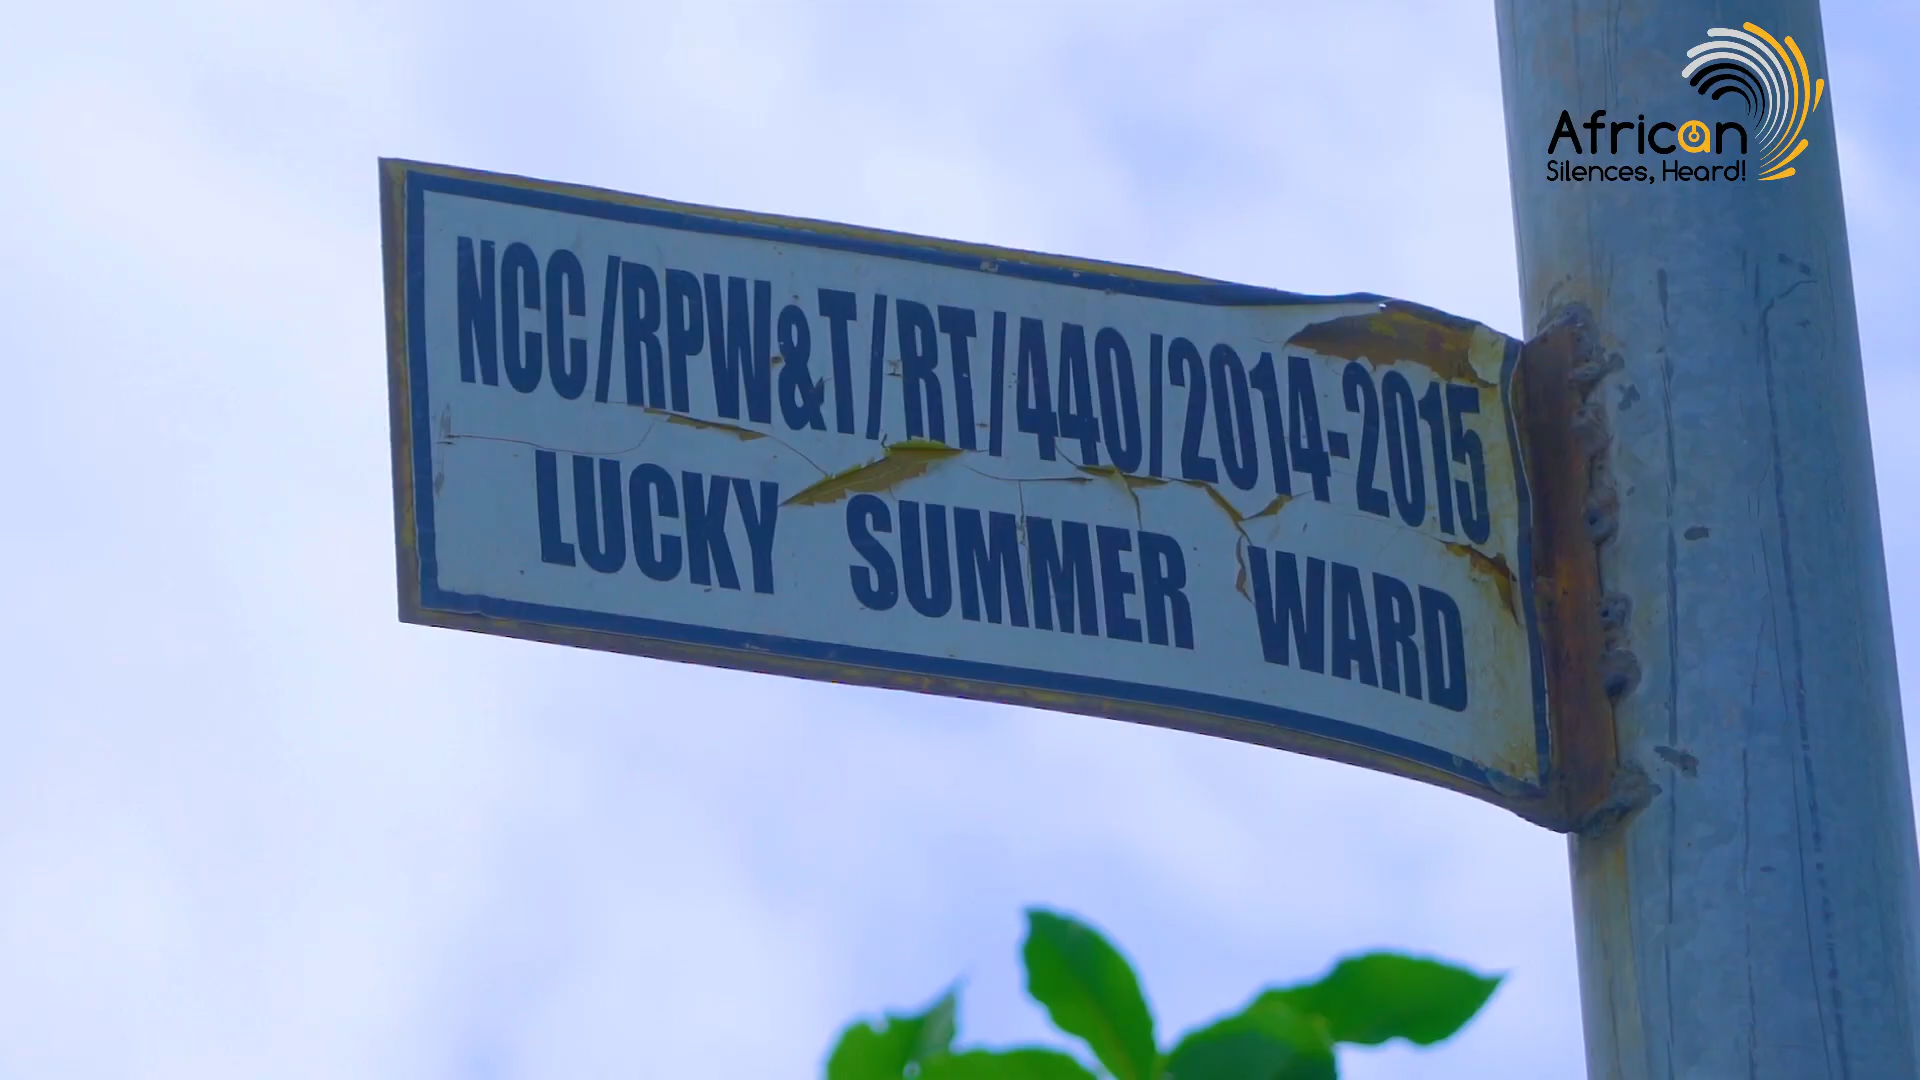 African
Silences, Heard!
NCC/RPW&T/RT/440/2014-2015
LUCKY SUMMER WARD